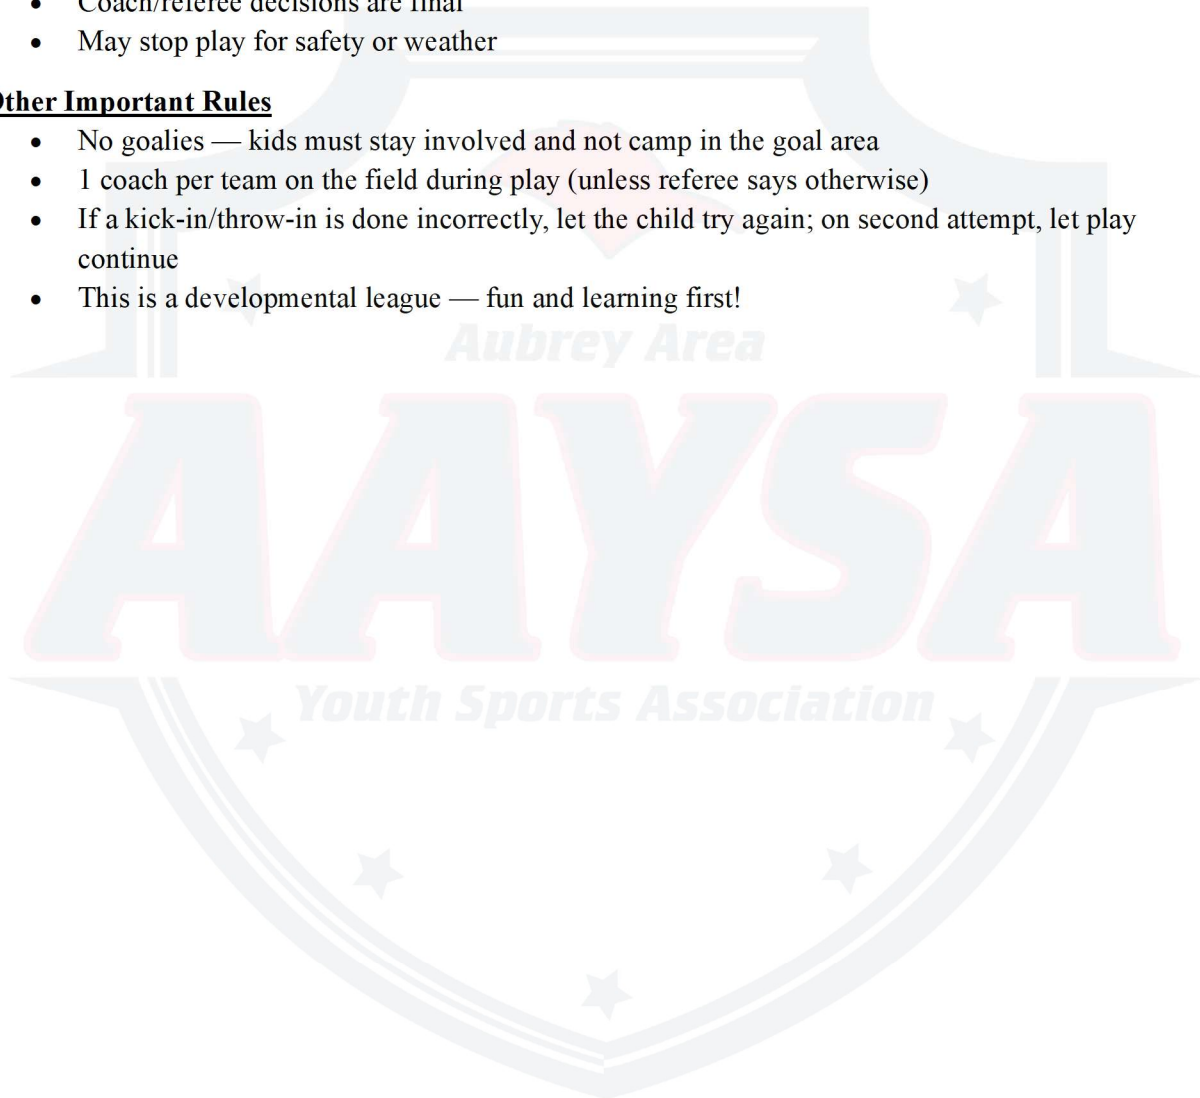 • Coach/referee decisions are final
• May stop play for safety or weather
Other Important Rules
• No goalies — kids must stay involved and not camp in the goal area
• 1 coach per team on the field during play (unless referee says otherwise)
• If a kick-in/throw-in is done incorrectly, let the child try again; on second attempt, let play
continue
• This is a developmental league — fun and learning first!
Aubrey Area
AAYSA
Youth Sports Association